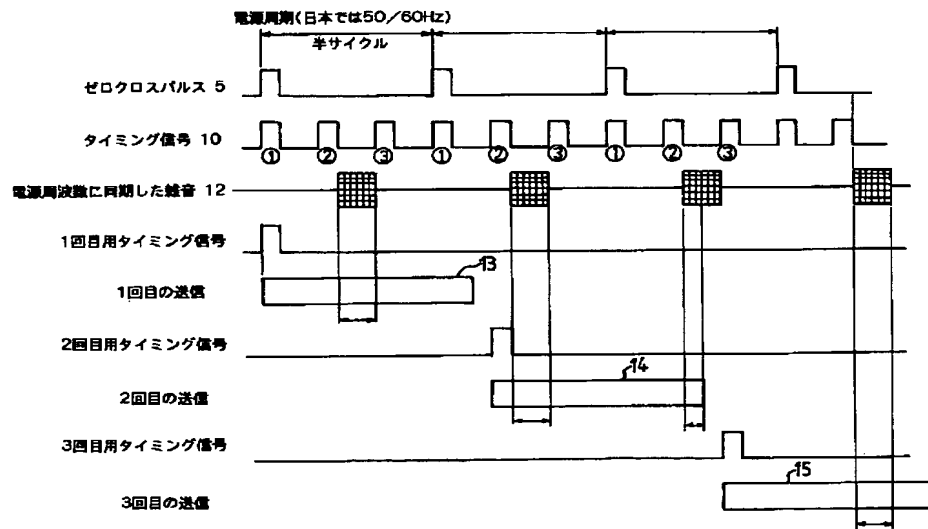 電源周期(日本では50／60Hz)
半サイクル
ゼロクロスパルス 5
タイミング信号 10
① ② ③ ① ② ③ ① ② ③
電源周波数に同期した雑音 12
1回目用タイミング信号
13
1回目の送信
2回目用タイミング信号
14
2回目の送信
3回目用タイミング信号
15
3回目の送信